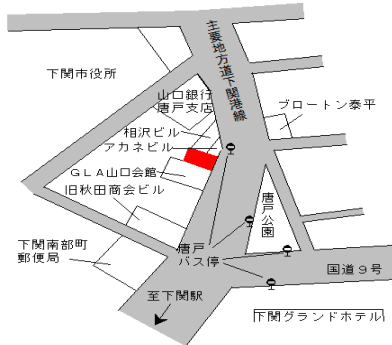 主要地方道下関港線
下関市役所
山口銀行
唐戸支店
ブロートン泰平
相沢ビル
アカネビル
GLA山口会館
旧秋田商会ビル
唐戸公園
下関南部町
郵便局
唐戸
バス停
国道9号
至下関駅
下関グランドホテル